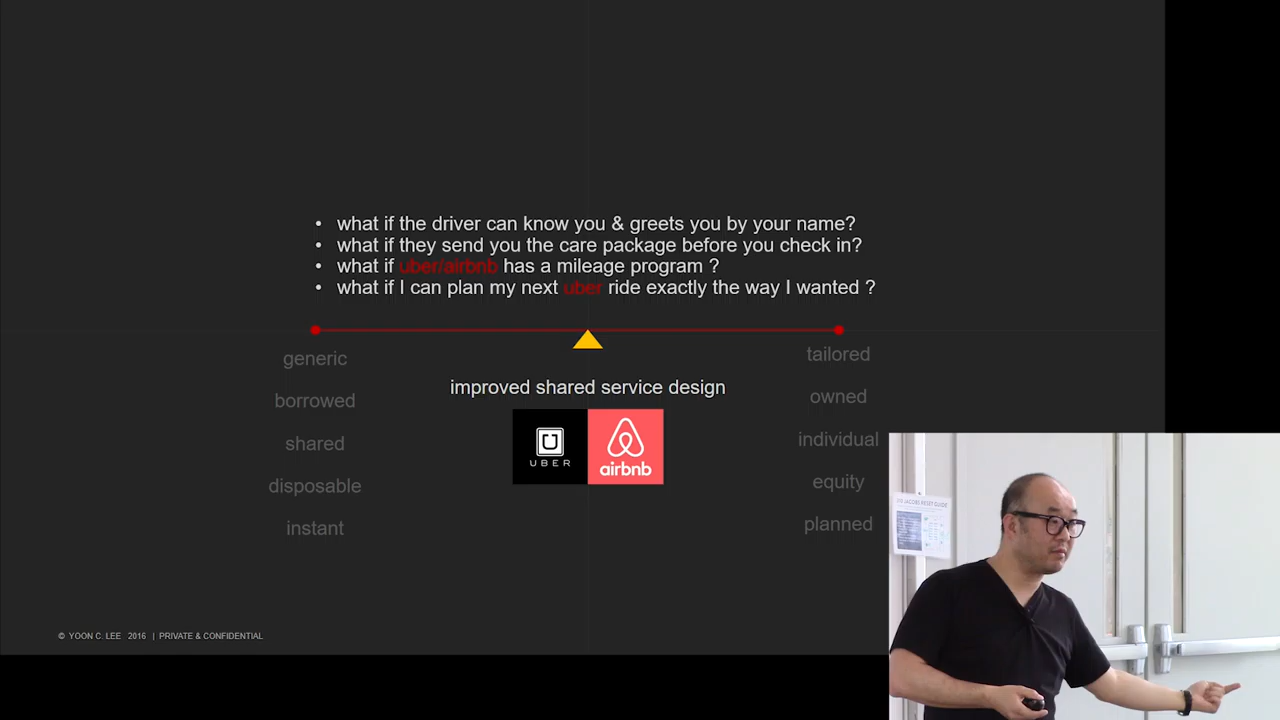 • what if the driver can know you & greets you by your name?
• what if they send you the care package before you check in?
• what if uber/airbnb has a mileage program ?
• what if I can plan my next uber ride exactly the way I wanted ?
generic
borrowed
shared
disposable
instant
improved shared service design
UBER
airbnb
tailored
owned
individual
equity
planned
© YOON C. LEE 2016 | PRIVATE & CONFIDENTIAL
JACOBS RESET GUIDE